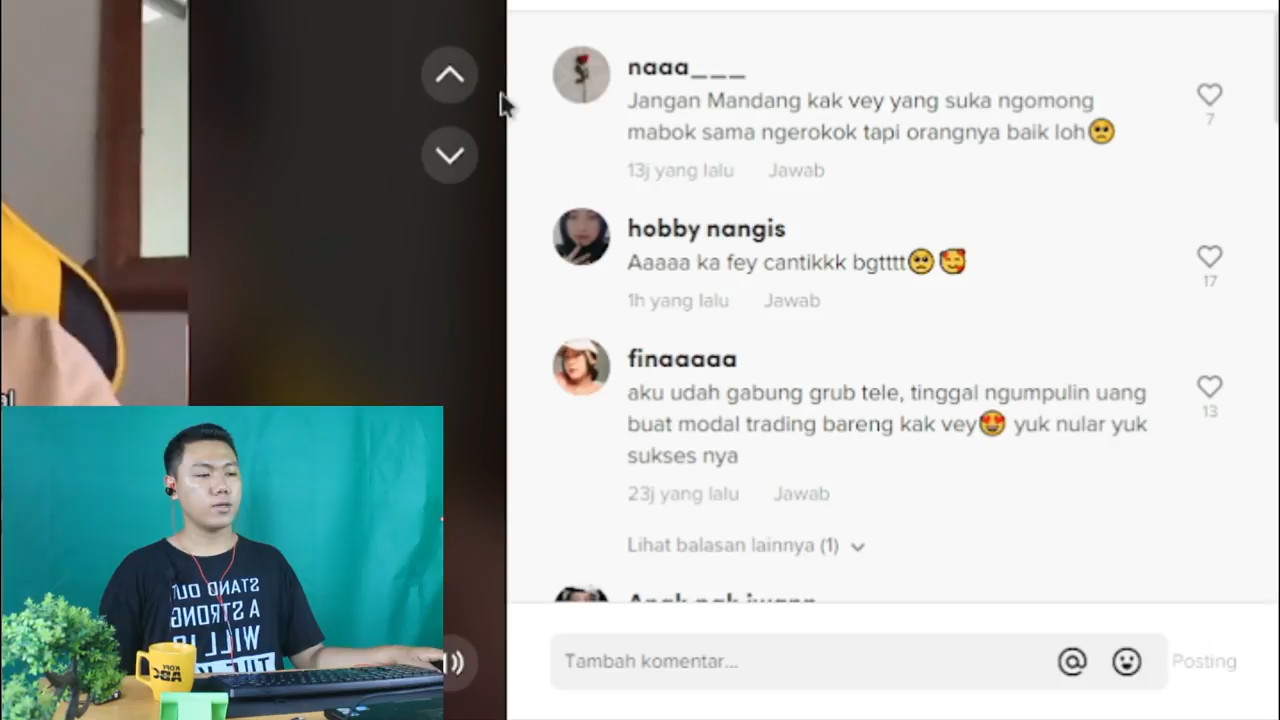 naaa___
Jangan Mandang kak vey yang suka ngomong
mabok sama ngerokok tapi orangnya baik loh🥺
7
13j yang lalu Jawab
hobby nangis
Aaaaa ka fey cantikkk bgtttt🥺🥰
17
1h yang lalu Jawab
finaaaaa
aku udah gabung grub tele, tinggal ngumpulin uang
buat modal trading bareng kak vey😍 yuk nular yuk
sukses nya
13
23j yang lalu Jawab
Lihat balasan lainnya (1)
Tambah komentar...
Posting
STAND OUT
A STRONG
WILL
KOPI
ABC